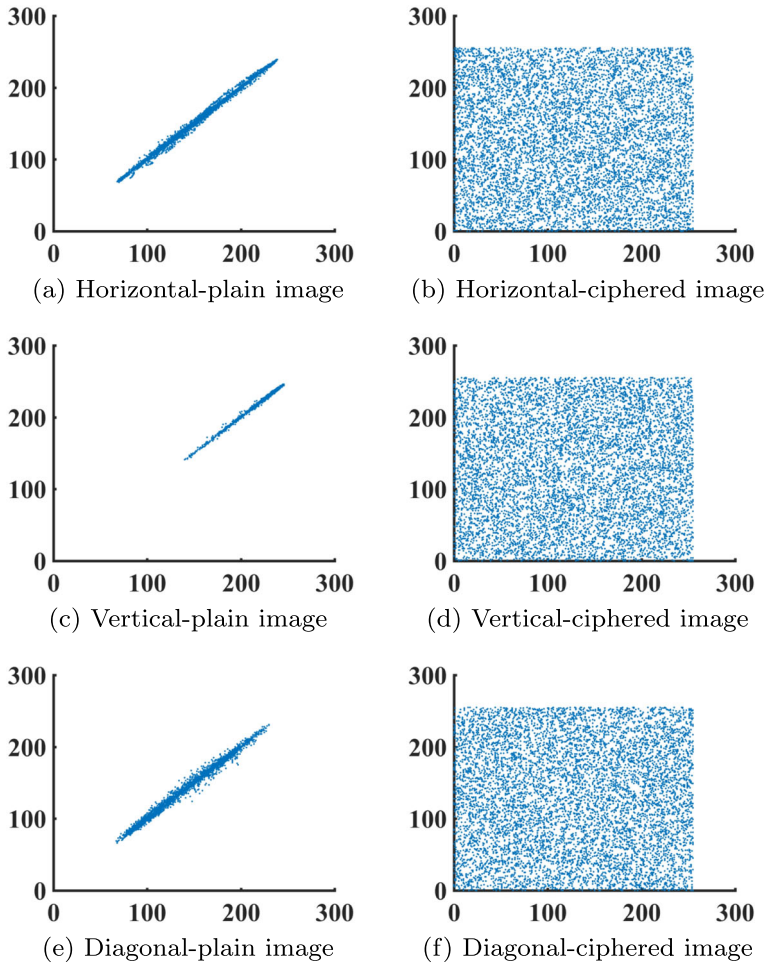 300
200
100
0
0 100 200 300
(a) Horizontal-plain image
300
200
100
0
0 100 200 300
(b) Horizontal-ciphered image
300
200
100
0
0 100 200 300
(c) Vertical-plain image
300
200
100
0
0 100 200 300
(d) Vertical-ciphered image
300
200
100
0
0 100 200 300
(e) Diagonal-plain image
300
200
100
0
0 100 200 300
(f) Diagonal-ciphered image